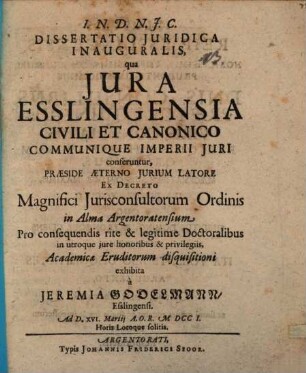 I. N. D. N. J. C.
DISSERTATIO JURIDICA
INAUGURALIS,
qua
JURA
ESSLINGENSIA
CIVILI ET CANONICO
COMMUNIQUE IMPERII JURI
conferuntur,
PRÆSIDE ÆTERNO JURIUM LATORE
EX DECRETO
Magnifici Jurisconsultorum Ordinis
in Alma Argentoratensium
Pro consequendis rite & legitime Doctoralibus
in utroque jure honoribus & privilegiis,
Academicæ Eruditorum disquisitioni
exhibita
à
JEREMIA GODELMANN/
Esslingensi.
Ad D. XVI. Martij A. O. R. M DCC I.
Horis Locoque solitis.
ARGENTORATI,
Typis JOHANNIS FRIDERICI SPOOR.